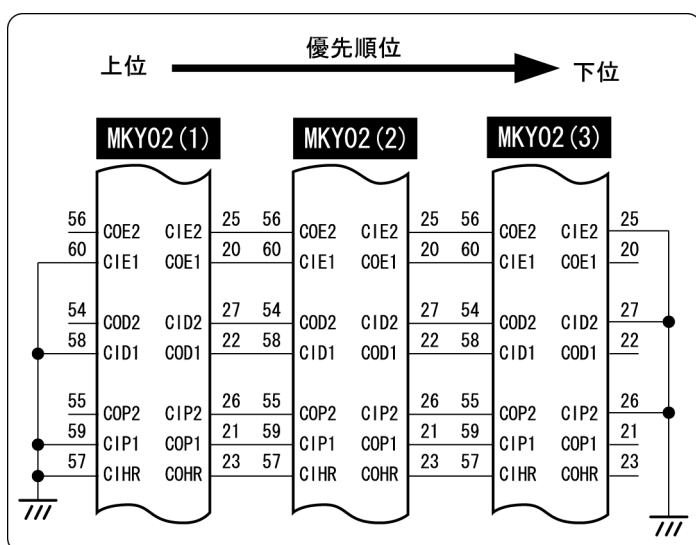 優先順位
上位 下位
MKY02(1) MKY02(2) MKY02(3)
56 COE2 CIE2 25 56 COE2 CIE2 25 56 COE2 CIE2 25
60 CIE1 COE1 20 60 CIE1 COE1 20 60 CIE1 COE1 20
54 COD2 CID2 27 54 COD2 CID2 27 54 COD2 CID2 27
58 CID1 COD1 22 58 CID1 COD1 22 58 CID1 COD1 22
55 COP2 CIP2 26 55 COP2 CIP2 26 55 COP2 CIP2 26
59 CIP1 COP1 21 59 CIP1 COP1 21 59 CIP1 COP1 21
57 CIHR COHR 23 57 CIHR COHR 23 57 CIHR COHR 23